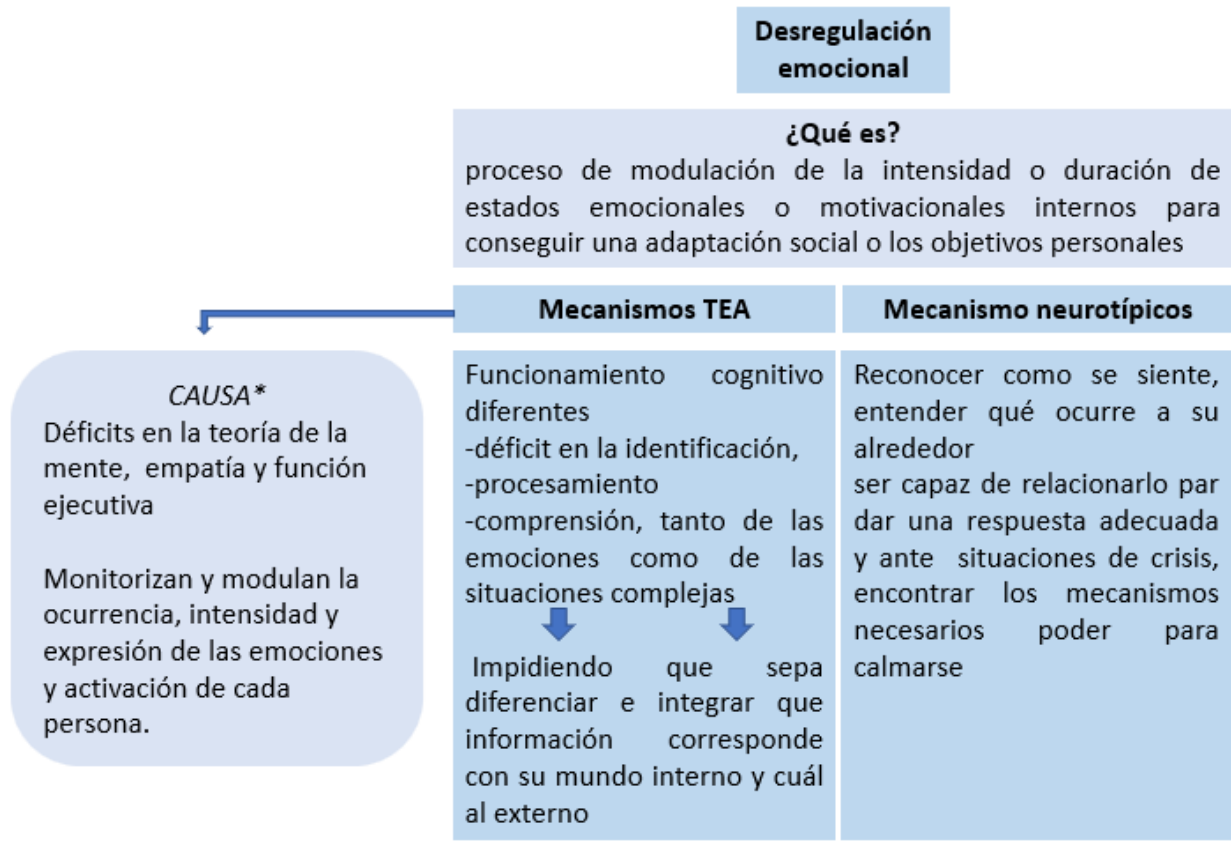 Desregulación
emocional
¿Qué es?
proceso de modulación de la intensidad o duración de
estados emocionales o motivacionales internos para
conseguir una adaptación social o los objetivos personales
Mecanismos TEA
Mecanismo neurotípicos
CAUSA*
Déficits en la teoría de la
mente, empatía y función
ejecutiva
Monitorizan y modulan la
ocurrencia, intensidad y
expresión de las emociones
y activación de cada
persona.
Funcionamiento cognitivo
diferentes
-déficit en la identificación,
-procesamiento
-comprensión, tanto de las
emociones como de las
situaciones complejas
Impidiendo que sepa
diferenciar e integrar que
información corresponde
con su mundo interno y cuál
al externo
Reconocer como se siente,
entender qué ocurre a su
alrededor
ser capaz de relacionarlo par
dar una respuesta adecuada
y ante situaciones de crisis,
encontrar los mecanismos
necesarios poder para
calmarse